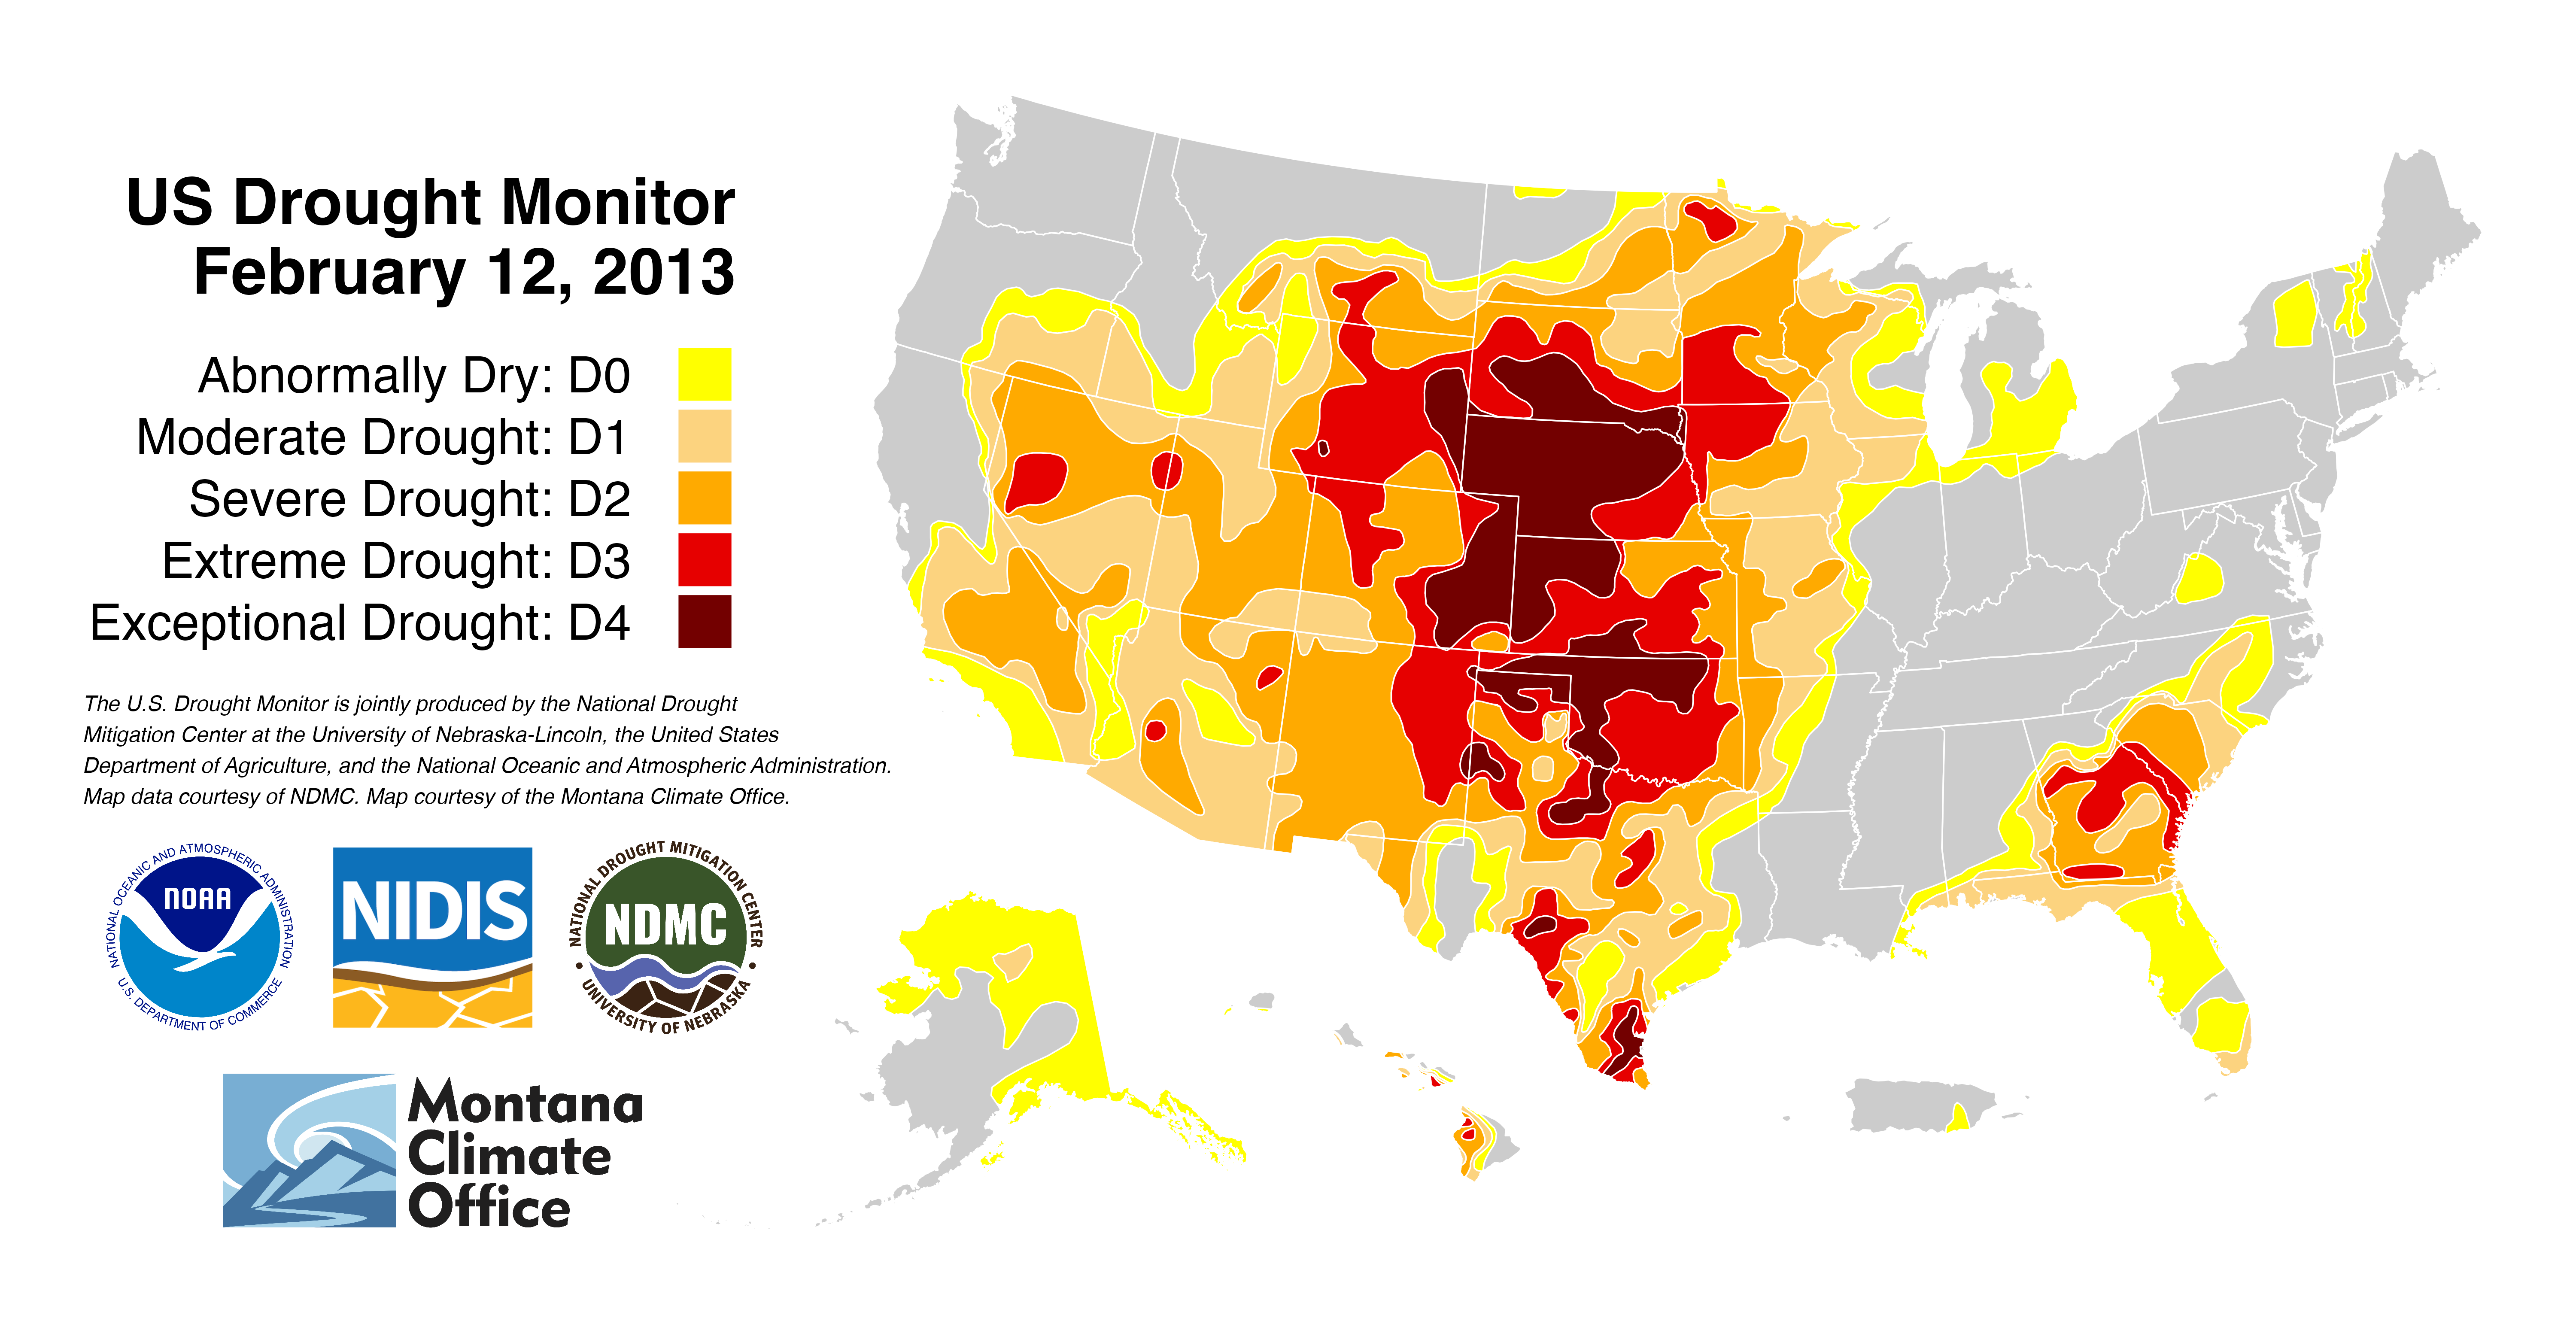 US Drought Monitor
February 12, 2013
Abnormally Dry: D0
Moderate Drought: D1
Severe Drought: D2
Extreme Drought: D3
Exceptional Drought: D4
The U.S. Drought Monitor is jointly produced by the National Drought
Mitigation Center at the University of Nebraska-Lincoln, the United States
Department of Agriculture, and the National Oceanic and Atmospheric Administration.
Map data courtesy of NDMC. Map courtesy of the Montana Climate Office.
NATIONAL OCEANIC AND ATMOSPHERIC ADMINISTRATION
NOAA
U.S. DEPARTMENT OF COMMERCE
NIDIS
NATIONAL DROUGHT MITIGATION CENTER
NDMC
UNIVERSITY OF NEBRASKA
Montana
Climate
Office